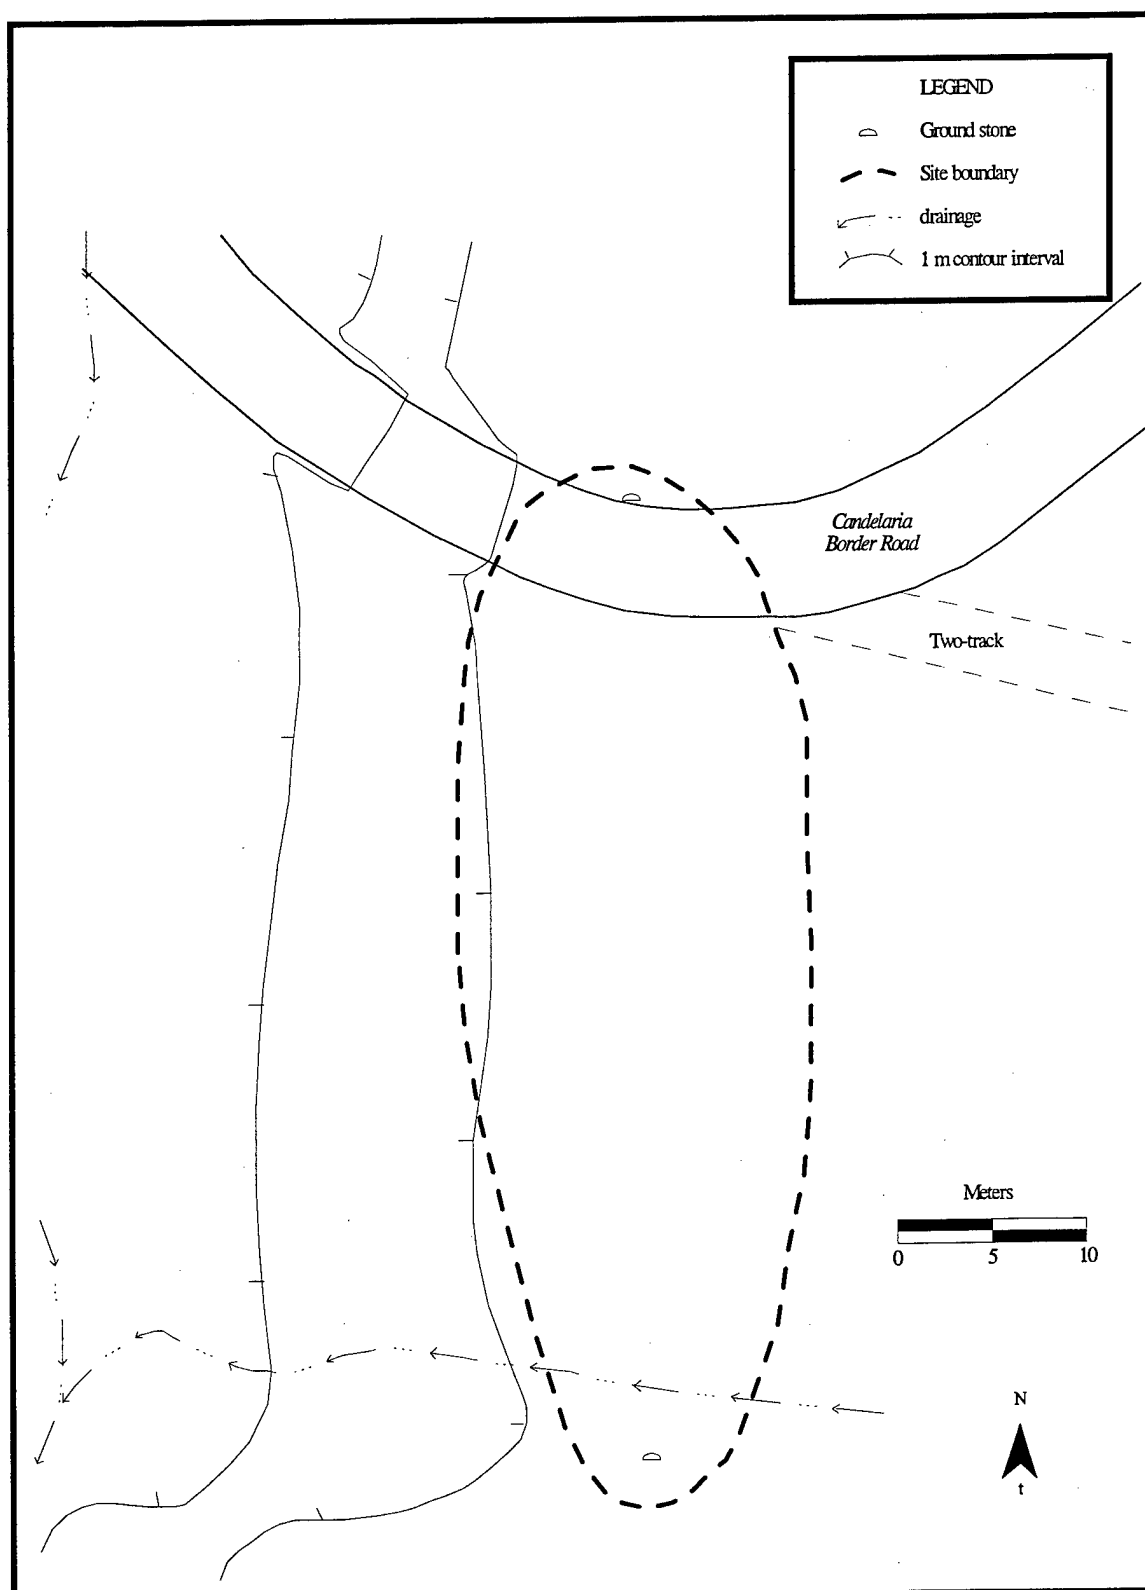 LEGEND
Ground stone
Site boundary
drainage
1 m contour interval
Candelaria
Border Road
Two-track
Meters
0 5 10
N
t